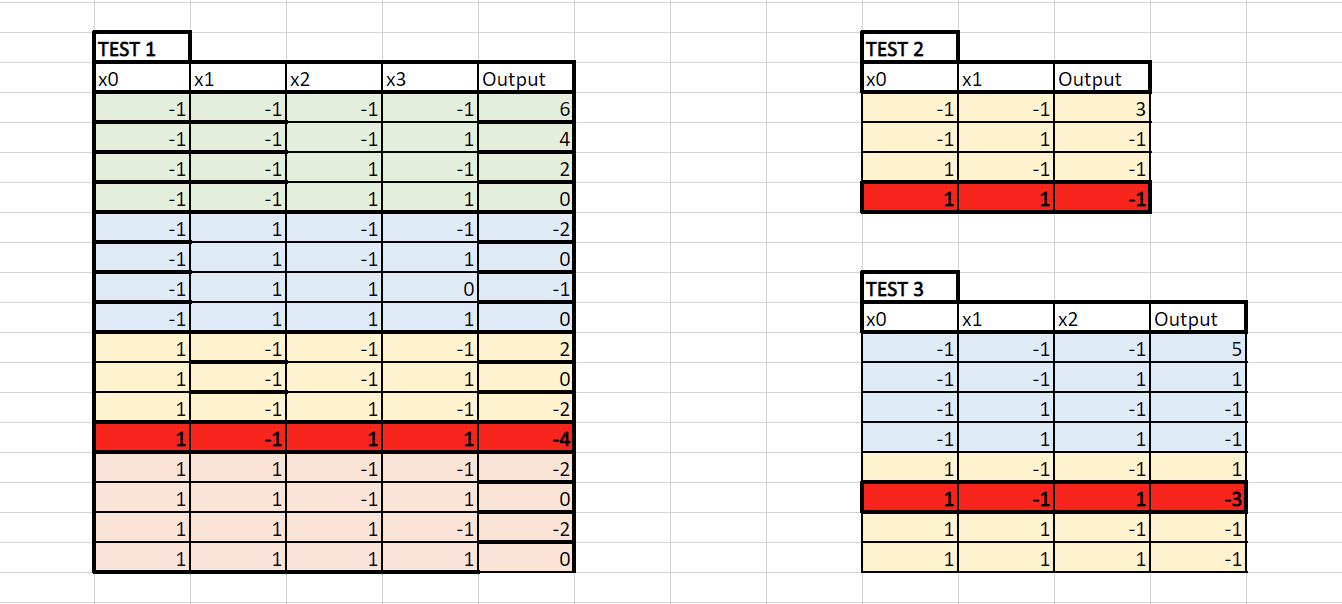 TEST 1
x0 x1 x2 x3 Output
-1 -1 -1 -1 6
-1 -1 -1 1 4
-1 -1 1 -1 2
-1 -1 1 1 0
-1 1 -1 -1 -2
-1 1 -1 1 0
-1 1 1 0 -1
-1 1 1 1 0
1 -1 -1 -1 2
1 -1 -1 1 0
1 -1 1 -1 -2
1 -1 1 1 -4
1 1 -1 -1 -2
1 1 -1 1 0
1 1 1 -1 -2
1 1 1 1 0
TEST 2
x0 x1 Output
-1 -1 3
-1 1 -1
1 -1 -1
1 1 -1
TEST 3
x0 x1 x2 Output
-1 -1 -1 5
-1 -1 1 1
-1 1 -1 -1
-1 1 1 -1
1 -1 -1 1
1 -1 1 -3
1 1 -1 -1
1 1 1 -1